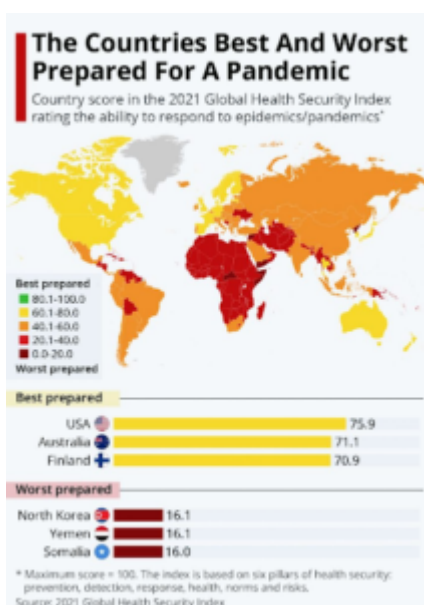 The Countries Best And Worst
Prepared For A Pandemic
Country score in the 2021 Global Health Security Index
rating the ability to respond to epidemics/pandemics*
Best prepared
80.1-100.0
60.1-80.0
40.1-60.0
20.1-40.0
0.0-20.0
Worst prepared
Best prepared
USA 75.9
Australia 71.1
Finland 70.9
Worst prepared
North Korea 16.1
Yemen 16.1
Somalia 16.0
* Maximum score = 100. The index is based on six pillars of health security:
prevention, detection, response, health, norms and risks.
Source: 2021 Global Health Security Index